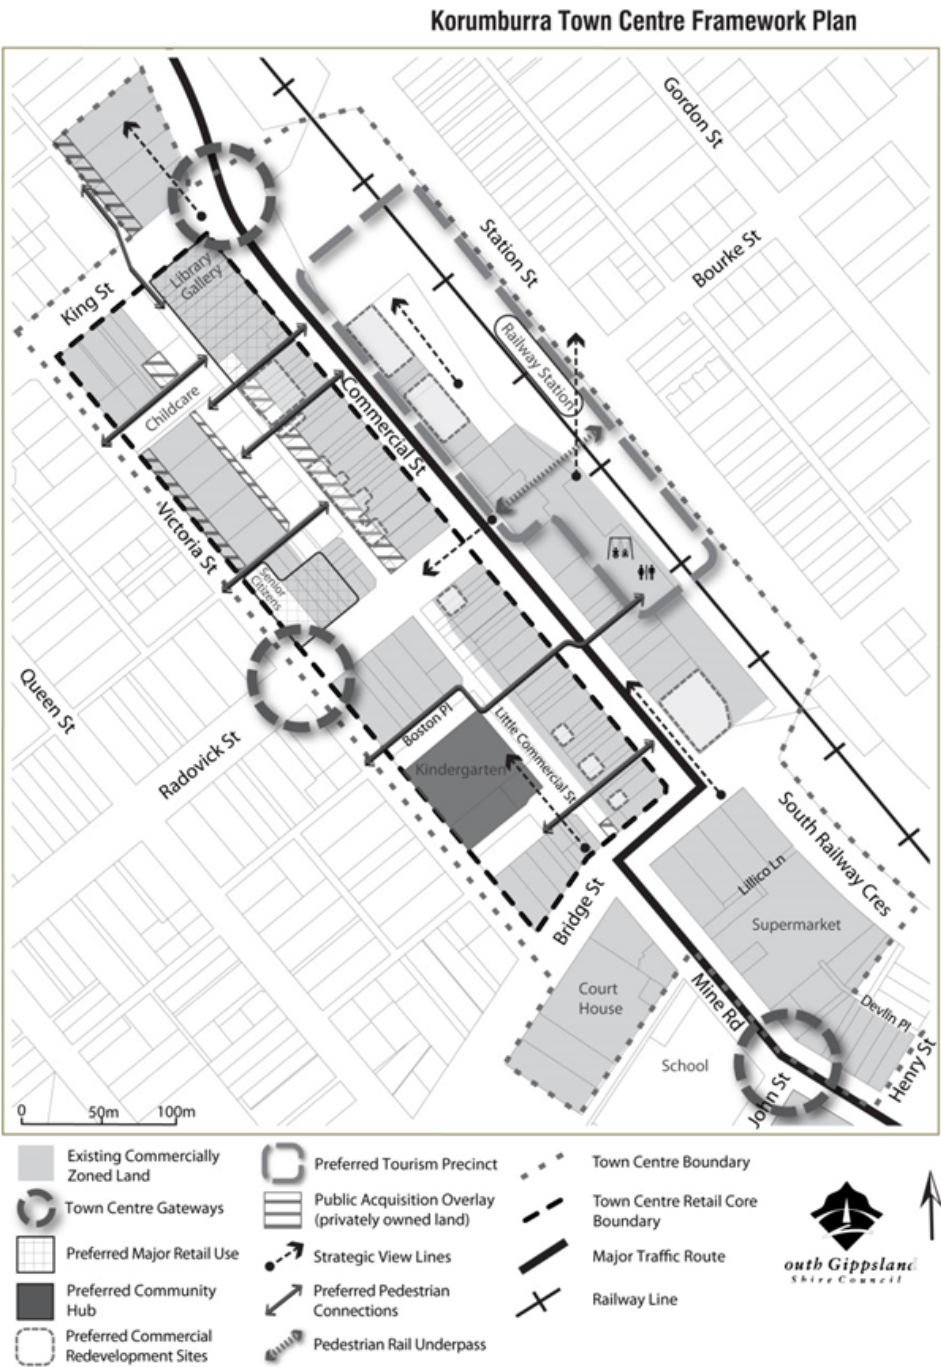 Korumburra Town Centre Framework Plan
Gordon St
Station St
Bourke St
Library
Gallery
King St
Railway Station
Childcare
Commercial St
Victoria St
Senior
Citizens
Queen St
Radovick St
Boston Pl
Little Commercial St
Kindergarten
South Railway Cres
Lillico Ln
Supermarket
Bridge St
Court
House
Mine Rd
Devlin Pl
School
John St
Henry St
0 50m 100m
Existing Commercially
Zoned Land
Town Centre Gateways
Preferred Major Retail Use
Preferred Community
Hub
Preferred Commercial
Redevelopment Sites
Preferred Tourism Precinct
Public Acquisition Overlay
(privately owned land)
Strategic View Lines
Preferred Pedestrian
Connections
Pedestrian Rail Underpass
Town Centre Boundary
Town Centre Retail Core
Boundary
Major Traffic Route
Railway Line
outh Gippsland
Shire Council